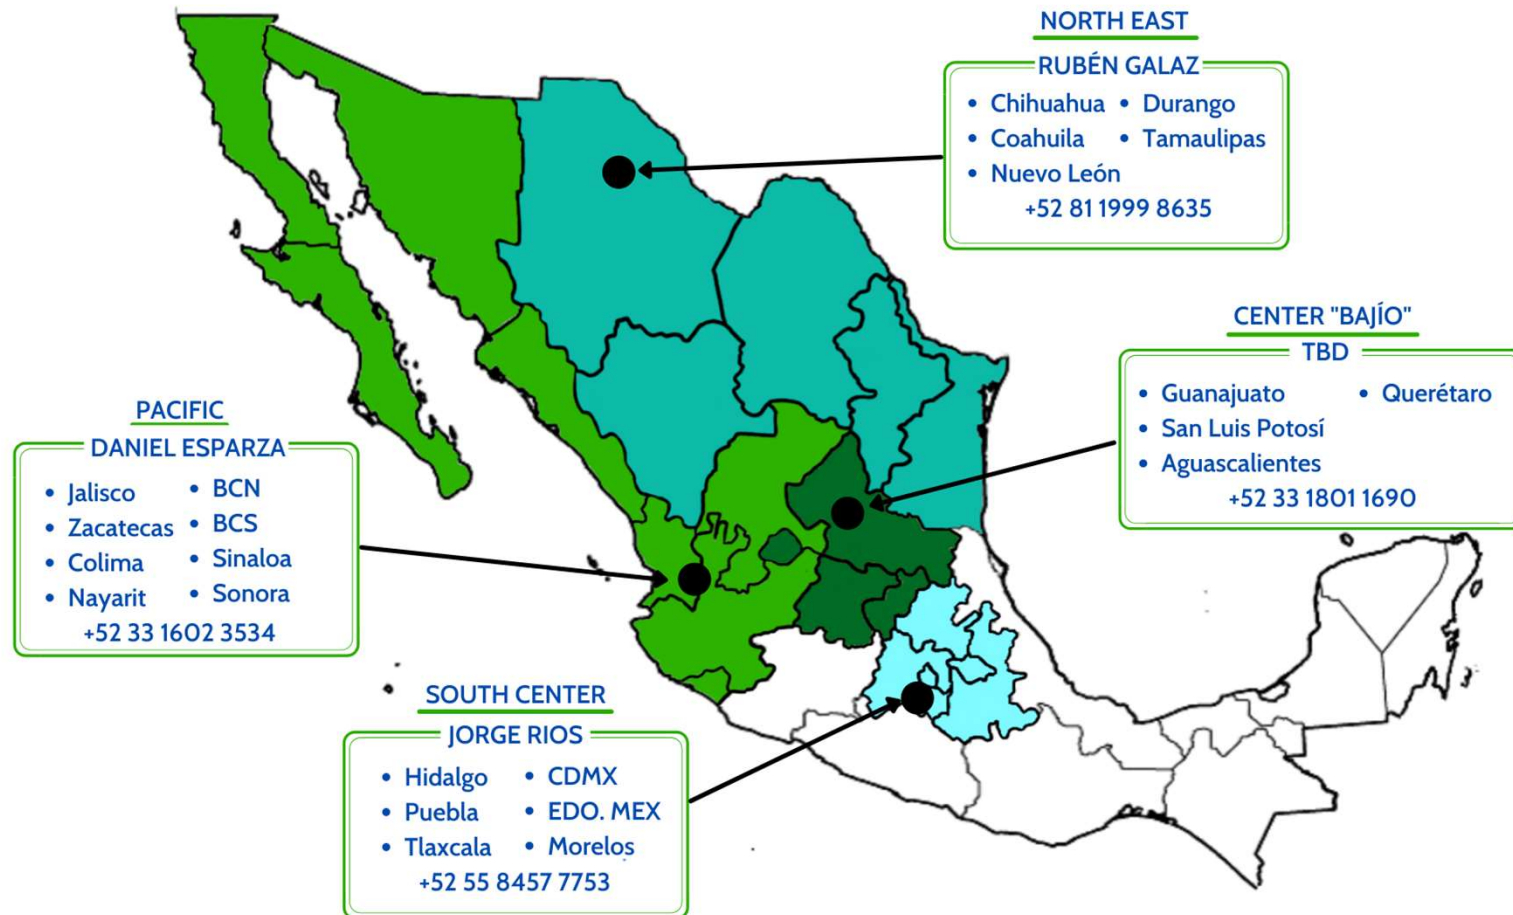 NORTH EAST
RUBÉN GALAZ
• Chihuahua • Durango
• Coahuila • Tamaulipas
• Nuevo León
+52 81 1999 8635
CENTER "BAJÍO"
TBD
• Guanajuato • Querétaro
• San Luis Potosí
• Aguascalientes
+52 33 1801 1690
PACIFIC
DANIEL ESPARZA
• Jalisco • BCN
• Zacatecas • BCS
• Colima • Sinaloa
• Nayarit • Sonora
+52 33 1602 3534
SOUTH CENTER
JORGE RIOS
• Hidalgo • CDMX
• Puebla • EDO. MEX
• Tlaxcala • Morelos
+52 55 8457 7753